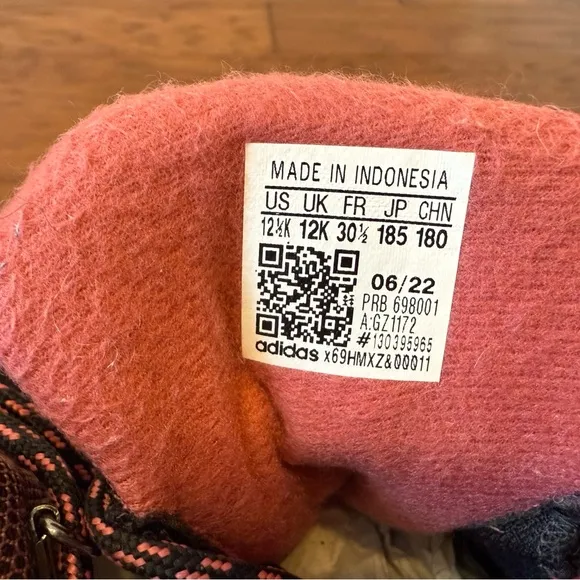 MADE IN INDONESIA
US UK FR JP CHN
12½K 12K 30½ 185 180
06/22
PRB 698001
A:GZ1172
#130395965
adidas x69HMXZ&00011